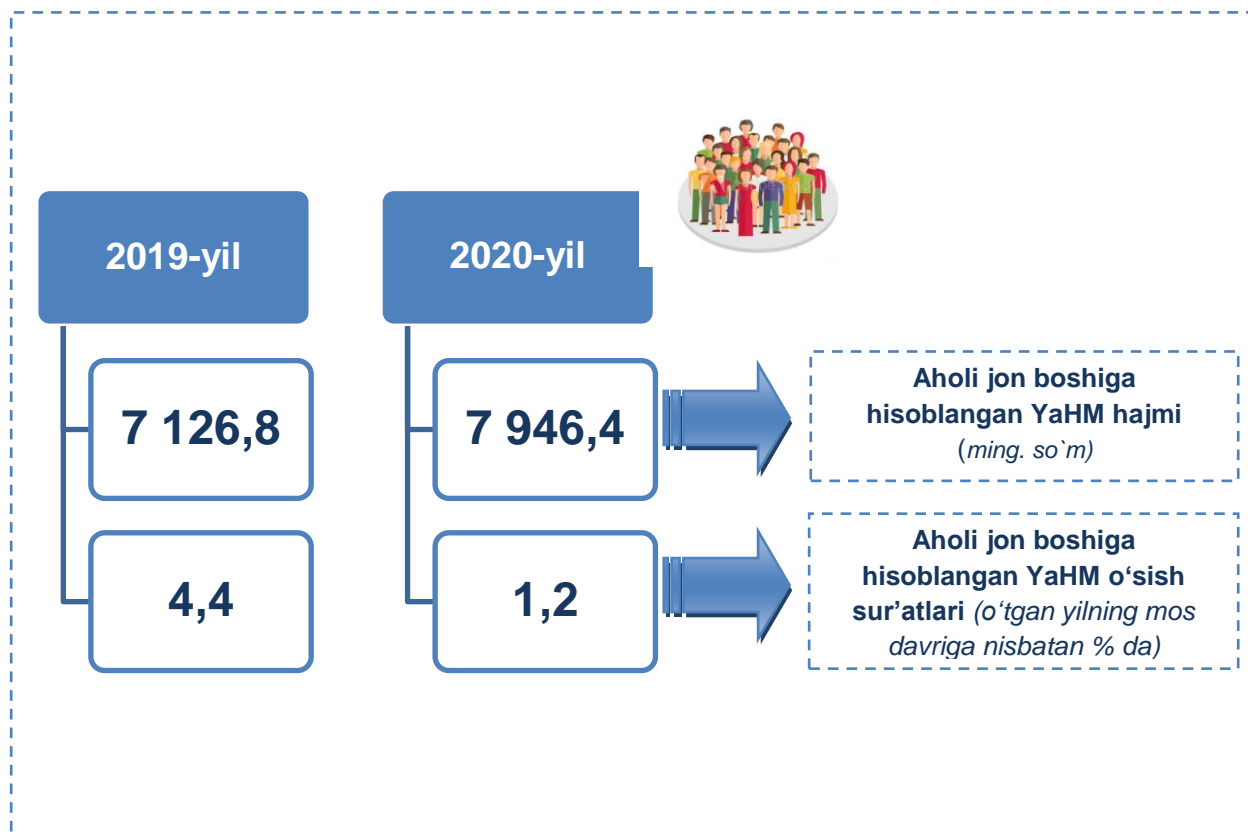 2019-yil
2020-yil
7 126,8
7 946,4
Aholi jon boshiga
hisoblangan YaHM hajmi
(ming. so`m)
4,4
1,2
Aholi jon boshiga
hisoblangan YaHM o‘sish
sur’atlari (o‘tgan yilning mos
davriga nisbatan % da)